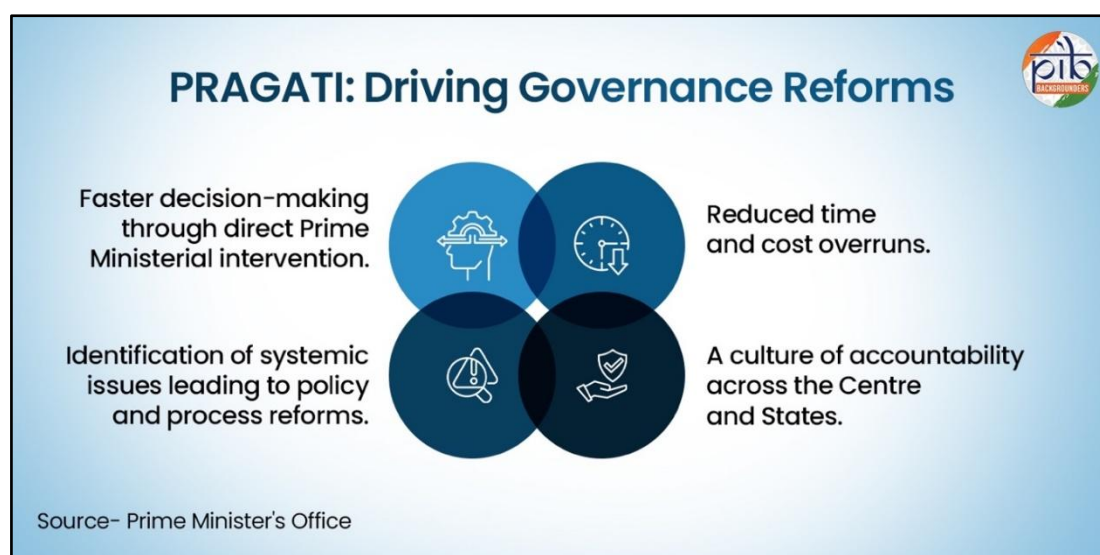 PRAGATI: Driving Governance Reforms
pib
BACKGROUNDERS
Faster decision-making
through direct Prime
Ministerial intervention.
Reduced time
and cost overruns.
Identification of systemic
issues leading to policy
and process reforms.
A culture of accountability
across the Centre
and States.
Source- Prime Minister's Office